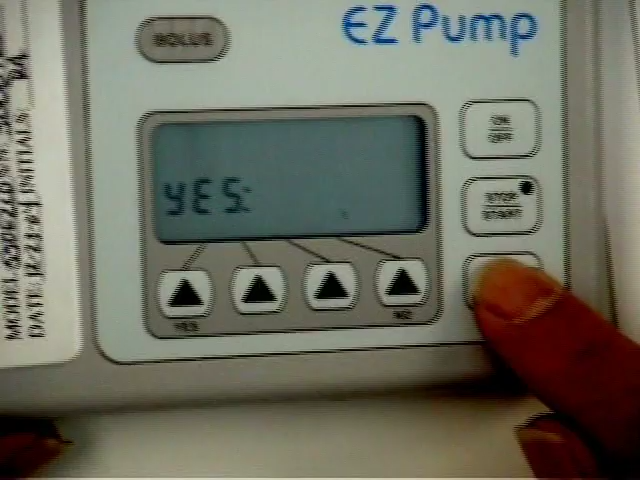 BOLUS
EZ Pump
ON
OFF
YES:
STOP
START
YES
NO